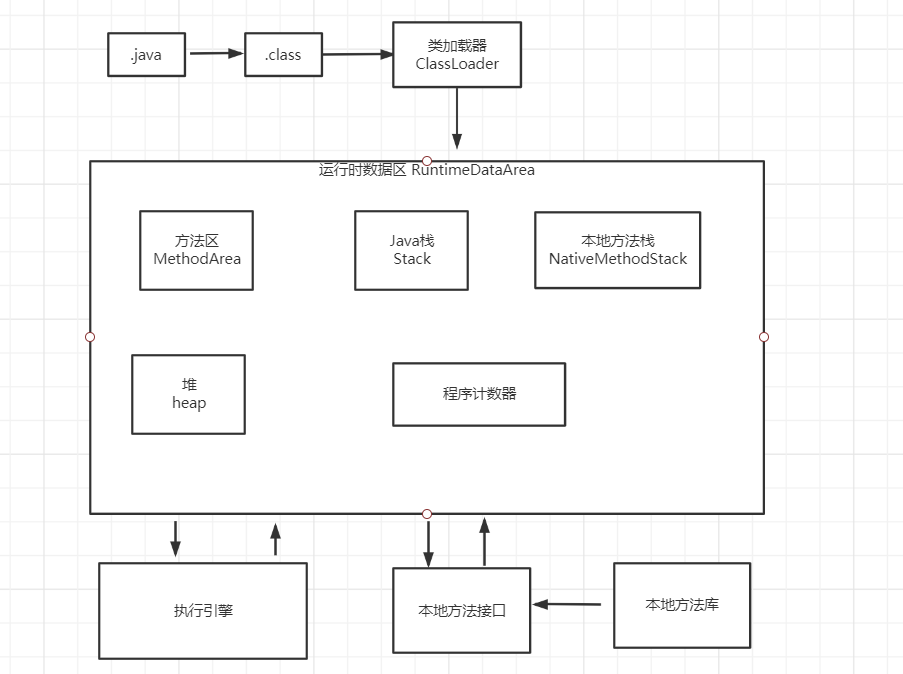 .java
.class
类加载器
ClassLoader
运行时数据区 RuntimeDataArea
方法区
MethodArea
Java栈
Stack
本地方法栈
NativeMethodStack
堆
heap
程序计数器
执行引擎
本地方法接口
本地方法库